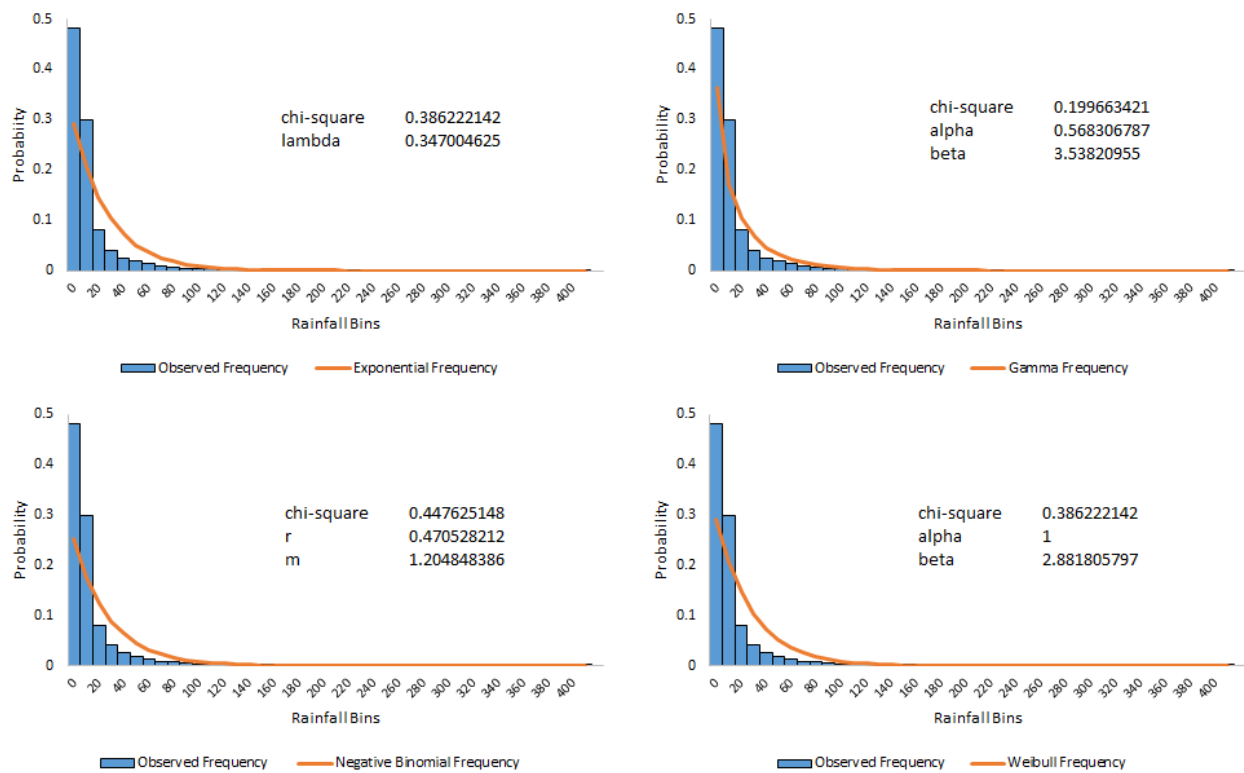 0.5
0.4
0.3
0.2
0.1
0
Probability
chi-square 0.386222142
lambda 0.347004625
0 20 40 60 80 100 120 140 160 180 200 220 240 260 280 300 320 340 360 380 400
Rainfall Bins
Observed Frequency Exponential Frequency
0.5
0.4
0.3
0.2
0.1
0
Probability
chi-square 0.199663421
alpha 0.568306787
beta 3.53820955
0 20 40 60 80 100 120 140 160 180 200 220 240 260 280 300 320 340 360 380 400
Rainfall Bins
Observed Frequency Gamma Frequency
0.5
0.4
0.3
0.2
0.1
0
Probability
chi-square 0.447625148
r 0.470528212
m 1.204848386
0 20 40 60 80 100 120 140 160 180 200 220 240 260 280 300 320 340 360 380 400
Rainfall Bins
Observed Frequency Negative Binomial Frequency
0.5
0.4
0.3
0.2
0.1
0
Probability
chi-square 0.386222142
alpha 1
beta 2.881805797
0 20 40 60 80 100 120 140 160 180 200 220 240 260 280 300 320 340 360 380 400
Rainfall Bins
Observed Frequency Weibull Frequency